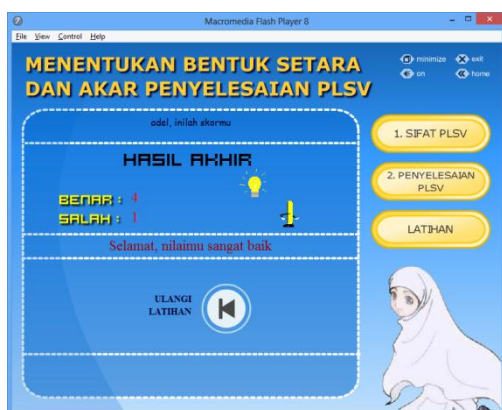 Macromedia Flash Player 8
File View Control Help
MENENTUKAN BENTUK SETARA
DAN AKAR PENYELESAIAN PLSV
minimize exit
on home
adel, inilah skormu
HASIL AKHIR
BENAR : 4
SALAH : 1
Selamat, nilaimu sangat baik
ULANGI
LATIHAN
1. SIFAT PLSV
2. PENYELESAIAN
PLSV
LATIHAN